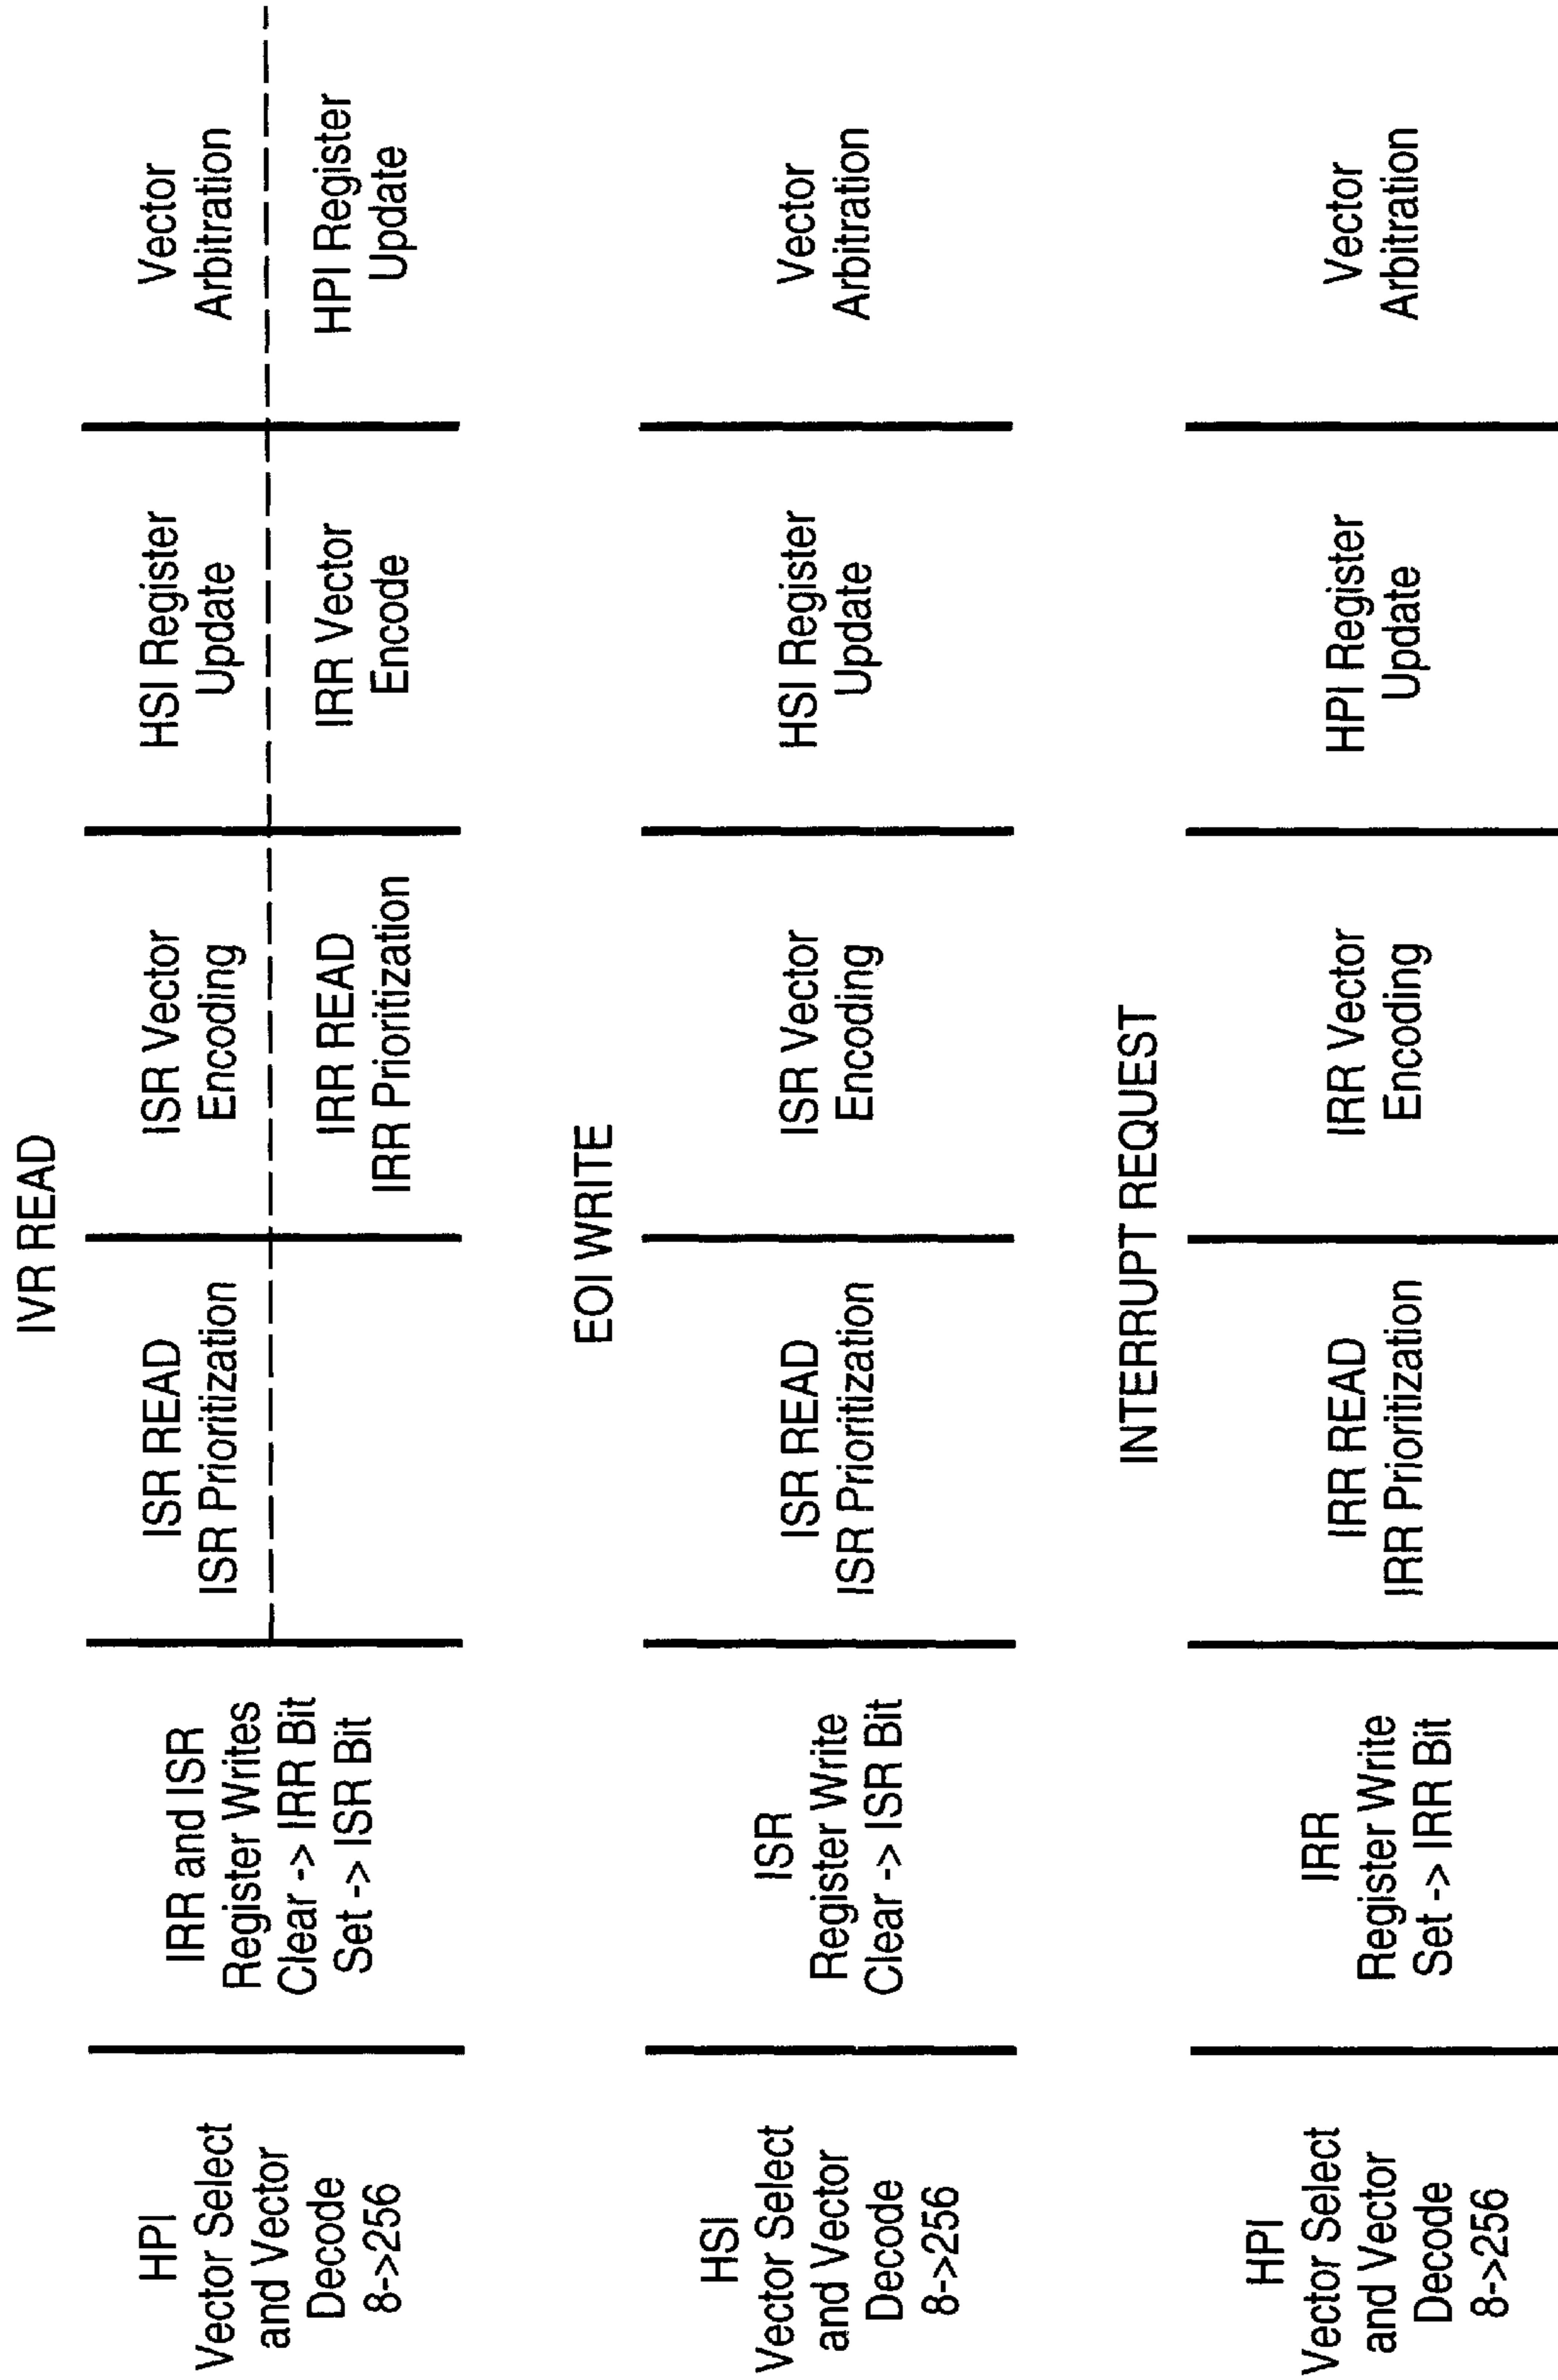 IVR READ
HPI
Vector Select
and Vector
Decode
8->256
IRR and ISR
Register Writes
Clear -> IRR Bit
Set -> ISR Bit
ISR READ
ISR Prioritization
ISR Vector
Encoding
HSI Register
Update
Vector
Arbitration
IRR READ
IRR Prioritization
IRR Vector
Encode
HPI Register
Update
EOI WRITE
HSI
Vector Select
and Vector
Decode
8->256
ISR
Register Write
Clear -> ISR Bit
ISR READ
ISR Prioritization
ISR Vector
Encoding
HSI Register
Update
Vector
Arbitration
INTERRUPT REQUEST
HPI
Vector Select
and Vector
Decode
8->256
IRR
Register Write
Set -> IRR Bit
IRR READ
IRR Prioritization
IRR Vector
Encoding
HPI Register
Update
Vector
Arbitration